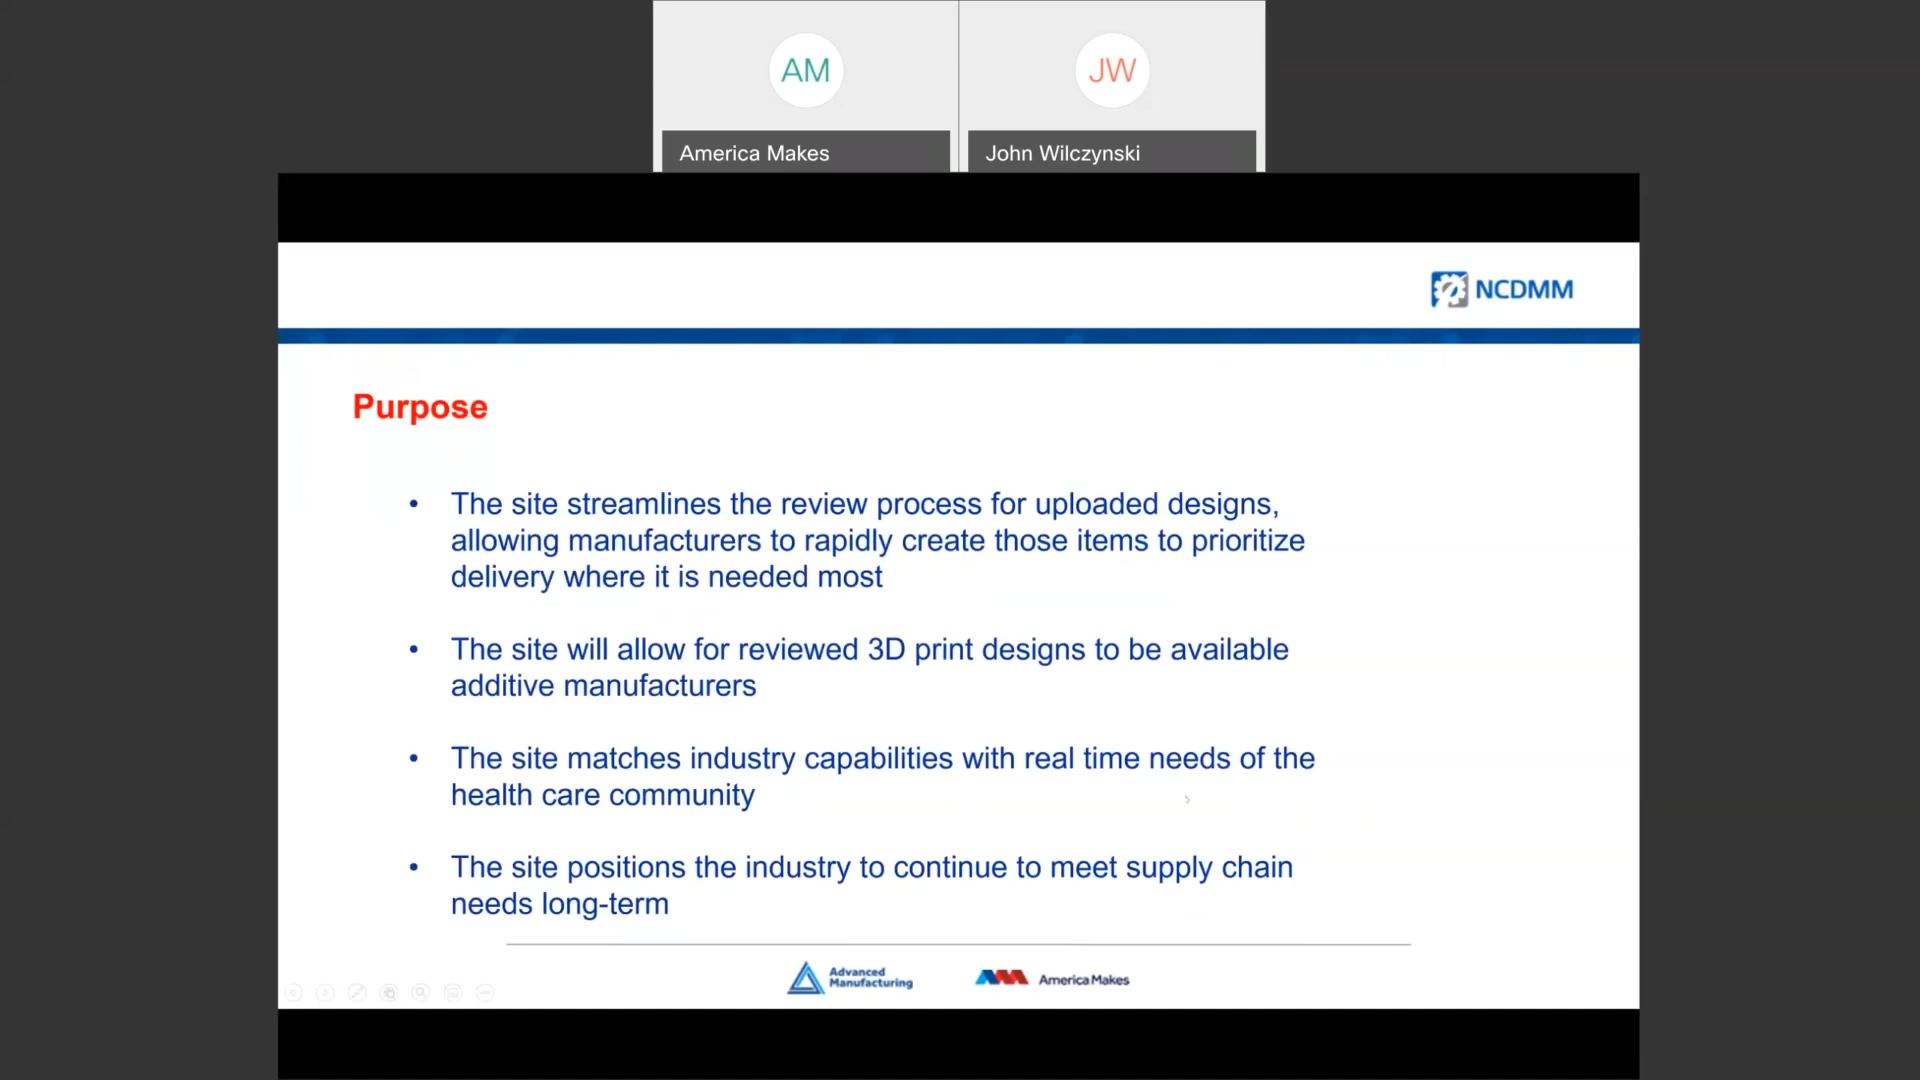 AM
JW
America Makes
John Wilczynski
NCDMM
Purpose
• The site streamlines the review process for uploaded designs,
allowing manufacturers to rapidly create those items to prioritize
delivery where it is needed most
• The site will allow for reviewed 3D print designs to be available
additive manufacturers
• The site matches industry capabilities with real time needs of the
health care community
• The site positions the industry to continue to meet supply chain
needs long-term
Advanced
Manufacturing
America Makes